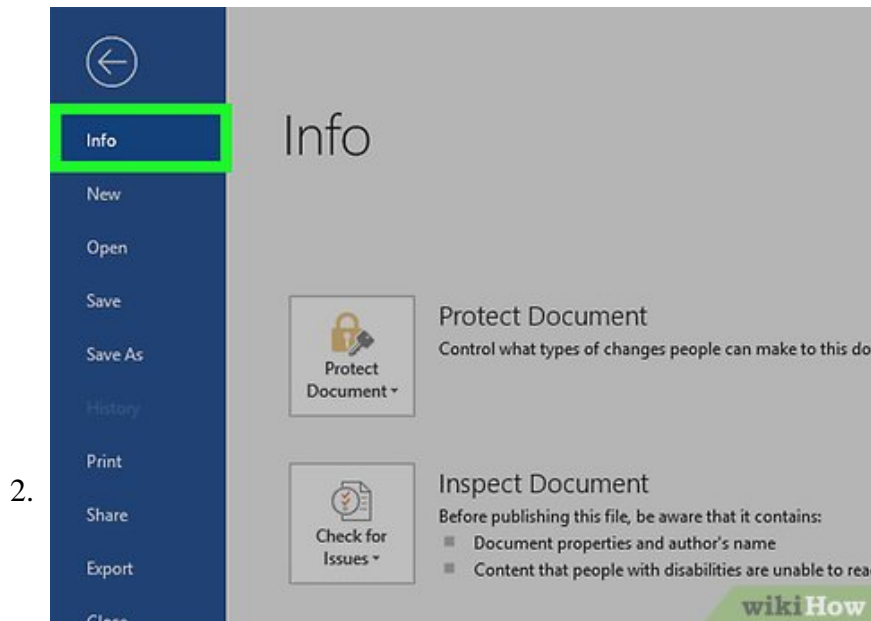 Info
New
Open
Save
Save As
History
Print
Share
Export
Close
2.
Info
Protect
Document
Protect Document
Control what types of changes people can make to this do
Check for
Issues
Inspect Document
Before publishing this file, be aware that it contains:
Document properties and author's name
Content that people with disabilities are unable to rea
wikiHow